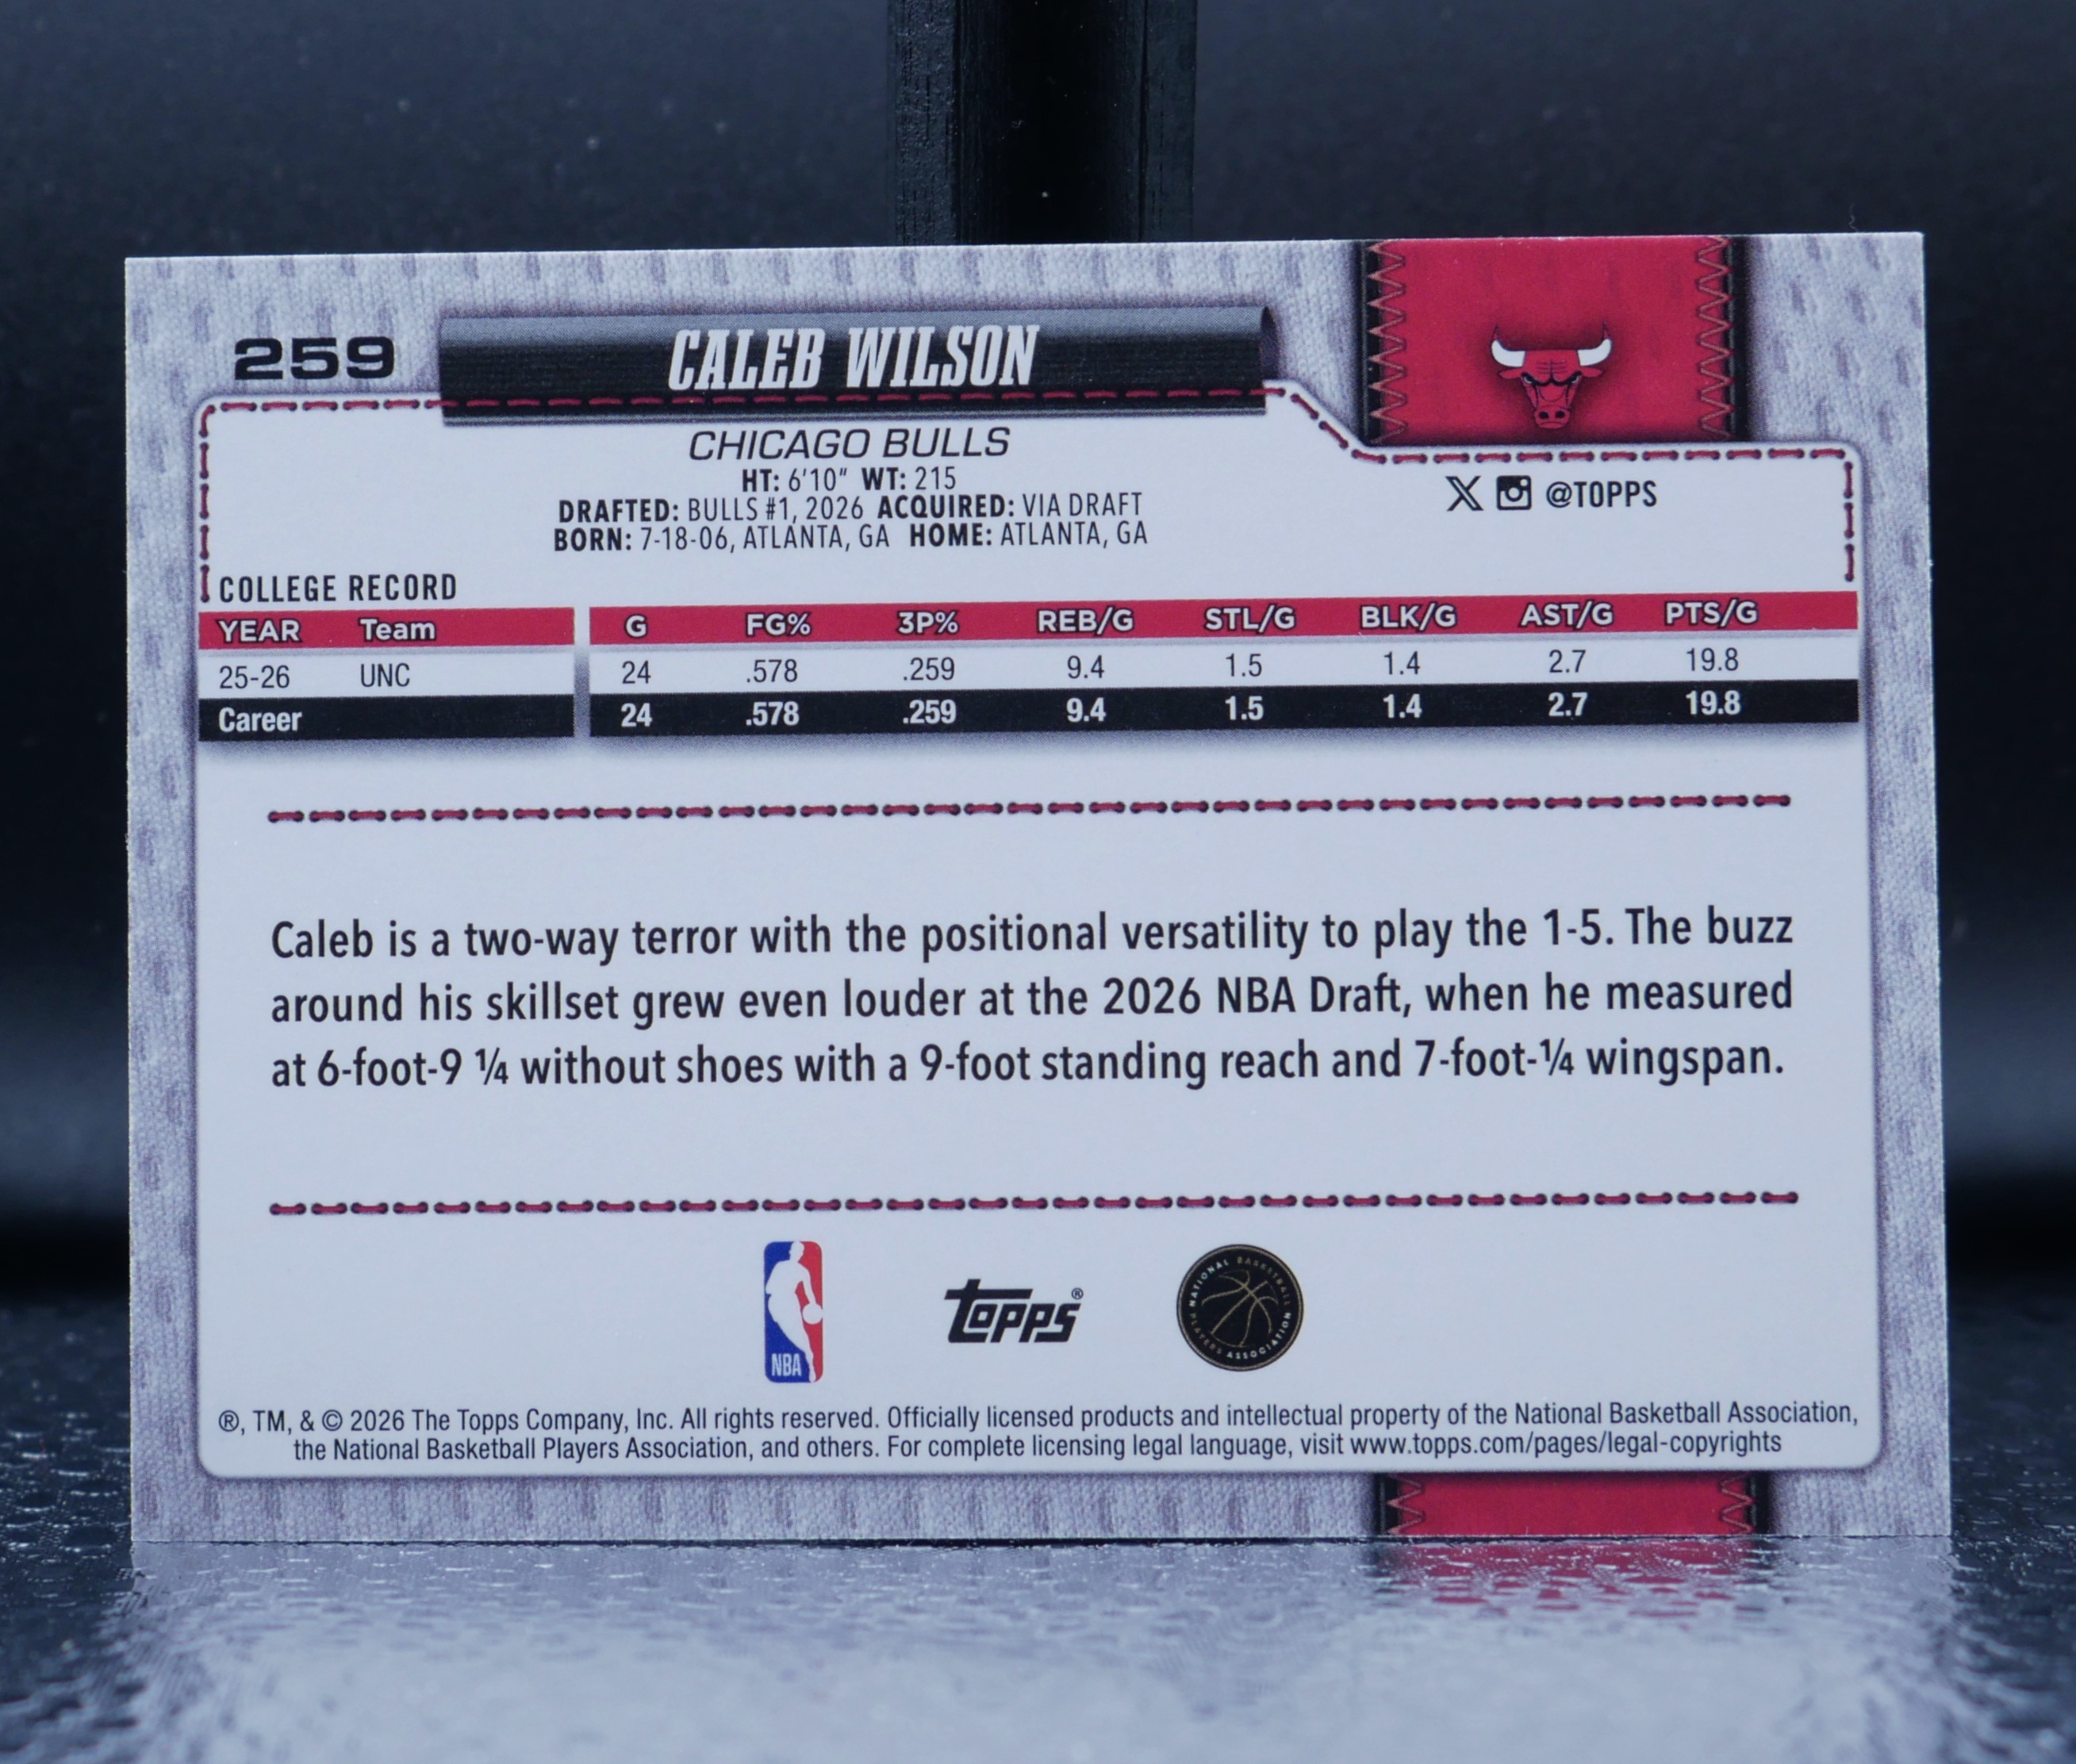 259
CALEB WILSON
CHICAGO BULLS
HT: 6'10" WT: 215
DRAFTED: BULLS #1, 2026 ACQUIRED: VIA DRAFT
BORN: 7-18-06, ATLANTA, GA HOME: ATLANTA, GA
@TOPPS
COLLEGE RECORD
YEAR Team G FG% 3P% REB/G STL/G BLK/G AST/G PTS/G
25-26 UNC 24 .578 .259 9.4 1.5 1.4 2.7 19.8
Career 24 .578 .259 9.4 1.5 1.4 2.7 19.8
Caleb is a two-way terror with the positional versatility to play the 1-5. The buzz
around his skillset grew even louder at the 2026 NBA Draft, when he measured
at 6-foot-9 ¼ without shoes with a 9-foot standing reach and 7-foot-¼ wingspan.
NBA
topps®
NATIONAL BASKETBALL PLAYERS ASSOCIATION
®, TM, & © 2026 The Topps Company, Inc. All rights reserved. Officially licensed products and intellectual property of the National Basketball Association,
the National Basketball Players Association, and others. For complete licensing legal language, visit www.topps.com/pages/legal-copyrights